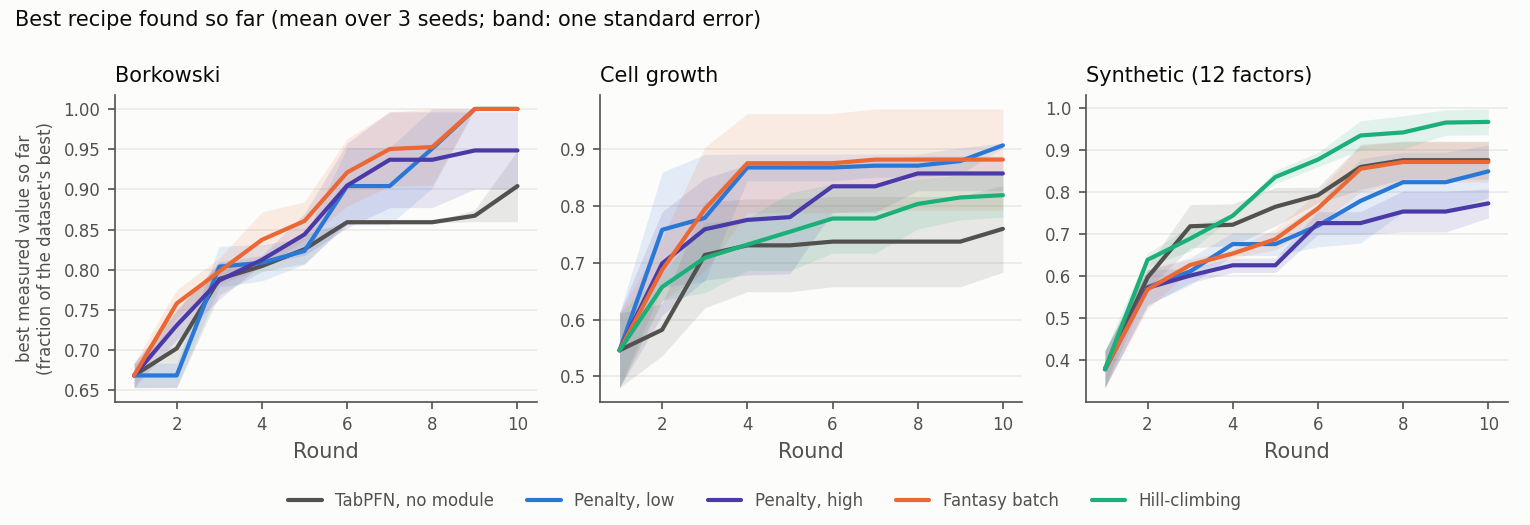 Best recipe found so far (mean over 3 seeds; band: one standard error)
Borkowski
Cell growth
Synthetic (12 factors)
best measured value so far
(fraction of the dataset's best)
1.00
0.95
0.90
0.85
0.80
0.75
0.70
0.65
2 4 6 8 10
Round
0.9
0.8
0.7
0.6
0.5
2 4 6 8 10
Round
1.0
0.9
0.8
0.7
0.6
0.5
0.4
2 4 6 8 10
Round
TabPFN, no module Penalty, low Penalty, high Fantasy batch Hill-climbing